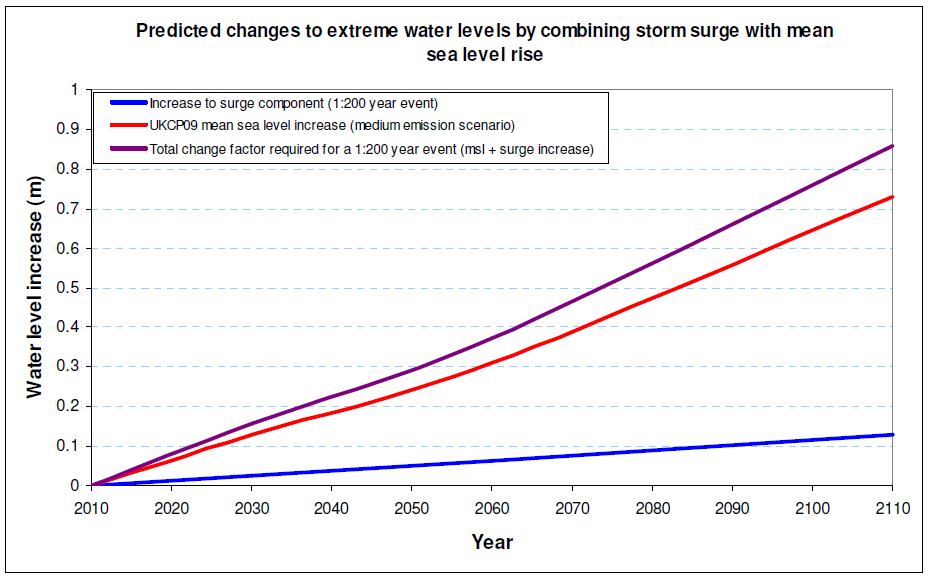 Predicted changes to extreme water levels by combining storm surge with mean
sea level rise
Increase to surge component (1:200 year event)
UKCP09 mean sea level increase (medium emission scenario)
Total change factor required for a 1:200 year event (msl + surge increase)
Water level increase (m)
1
0.9
0.8
0.7
0.6
0.5
0.4
0.3
0.2
0.1
0
2010 2020 2030 2040 2050 2060 2070 2080 2090 2100 2110
Year